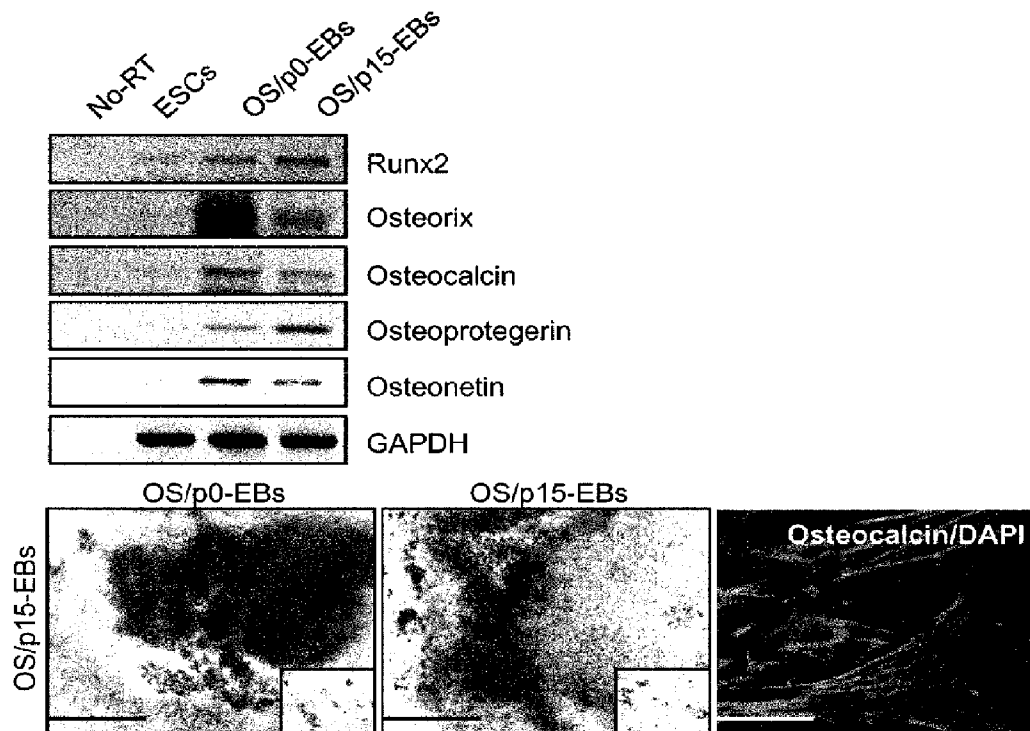 No-RT
ESCs
OS/p0-EBs
OS/p15-EBs
Runx2
Osteorix
Osteocalcin
Osteoprotegerin
Osteonetin
GAPDH
OS/p0-EBs
OS/p15-EBs
OS/p15-EBs
Osteocalcin/DAPI